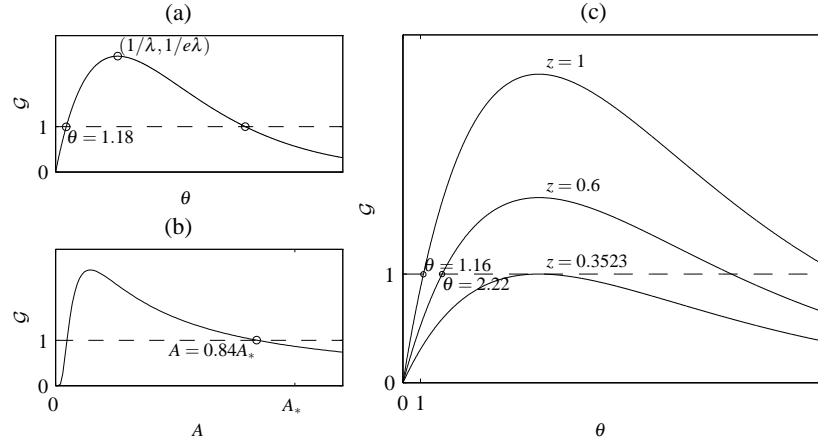 (a)
(1/λ, 1/eλ)
G
1
θ = 1.18
0
θ
(b)
G
1
A = 0.84A*
0
A*
A
(c)
z = 1
z = 0.6
G
z = 0.3523
1
θ = 1.16
θ = 2.22
0
0 1
θ